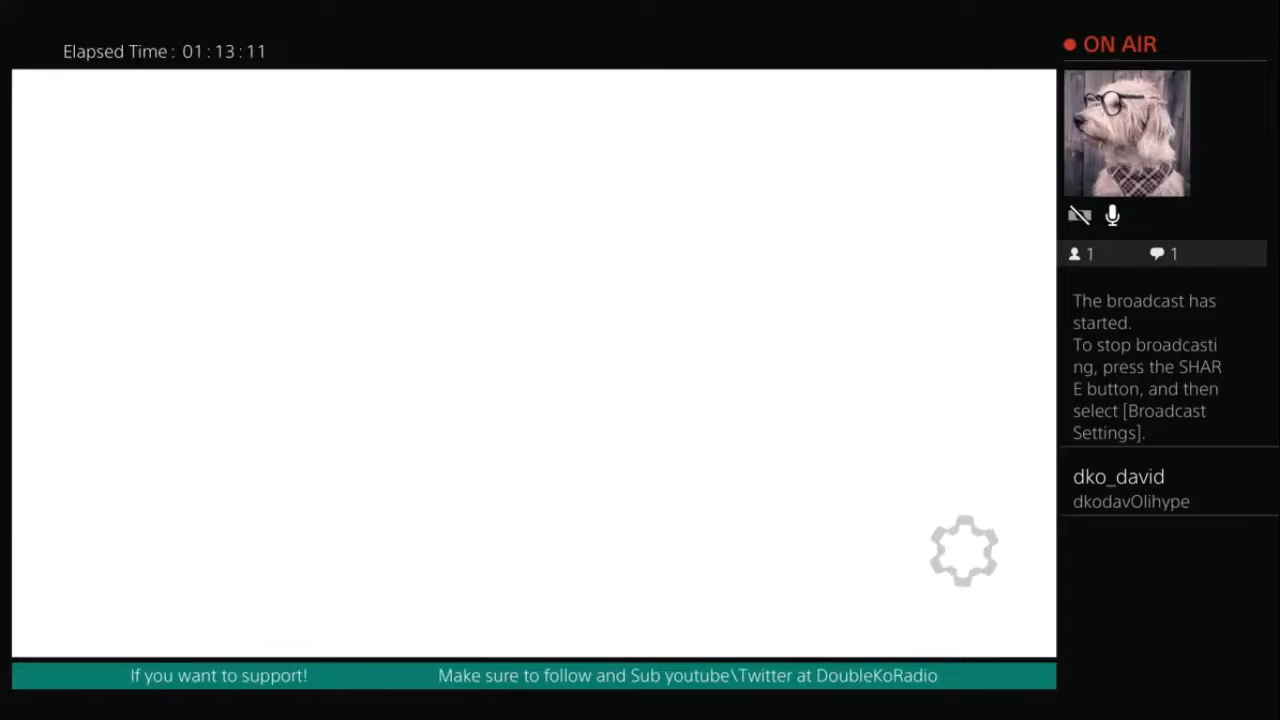 Elapsed Time: 01:13:11
ON AIR
1 1
The broadcast has
started.
To stop broadcasti
ng, press the SHAR
E button, and then
select [Broadcast
Settings].
dko_david
dkodavOlihype
If you want to support! Make sure to follow and Sub youtube\Twitter at DoubleKoRadio